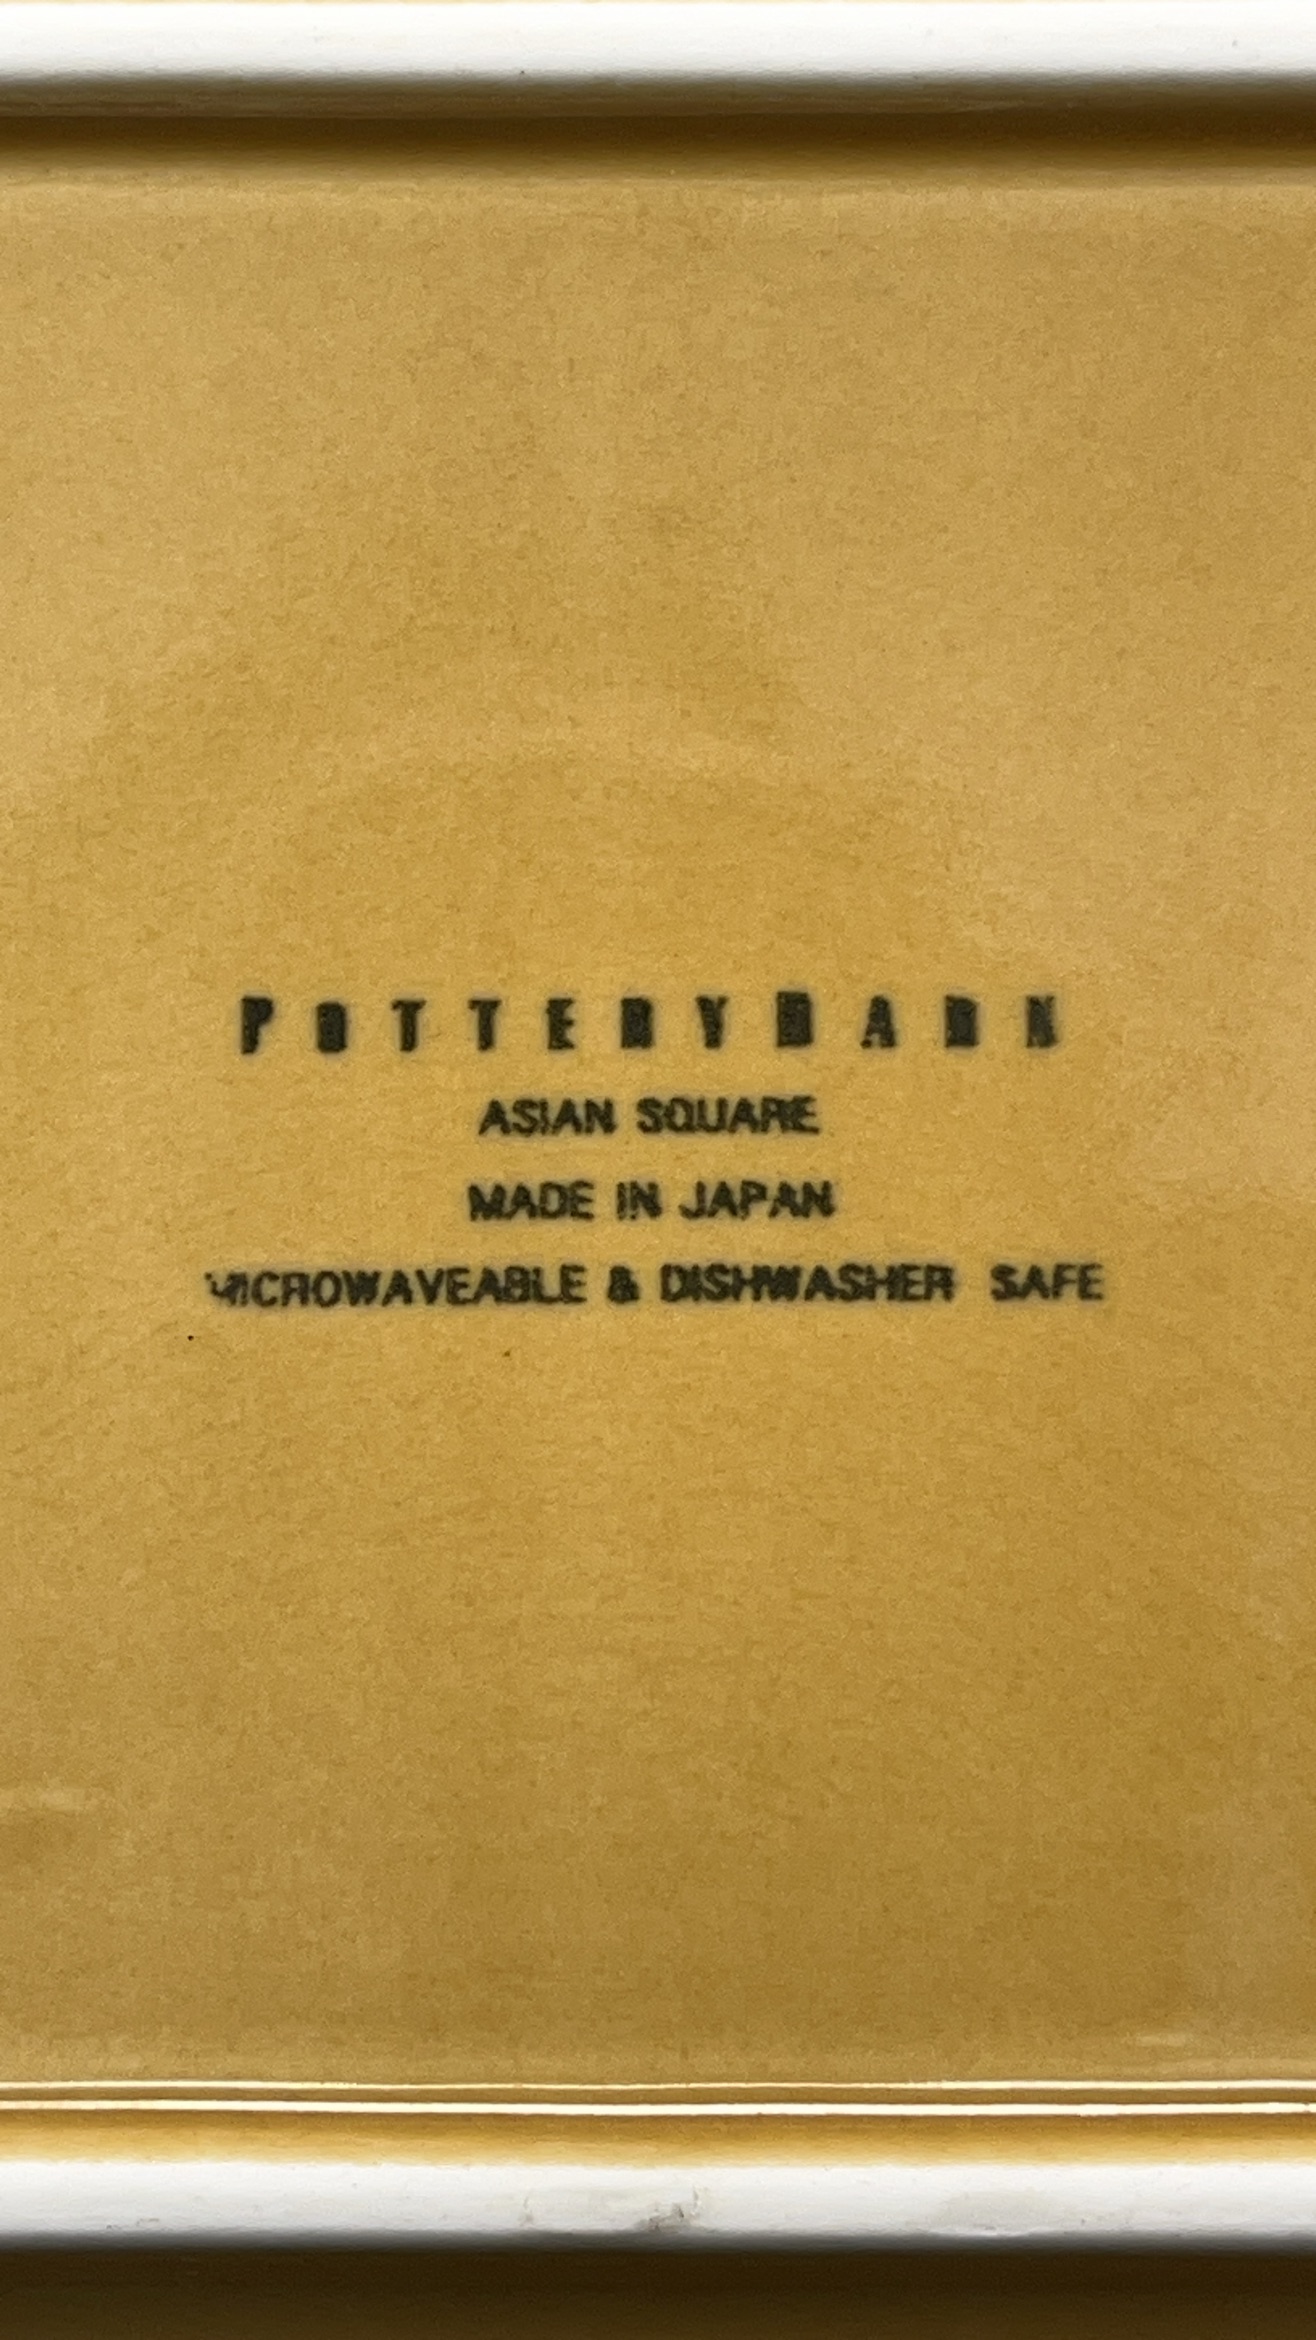 POTTERYBARN
ASIAN SQUARE
MADE IN JAPAN
MICROWAVEABLE & DISHWASHER SAFE